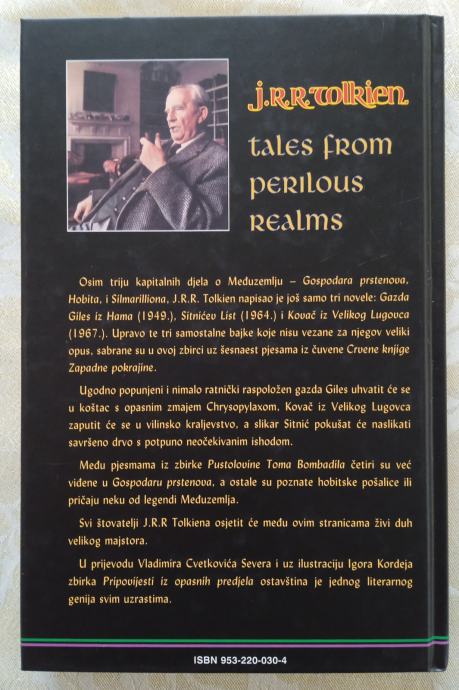 J.R.R. Tolkien
tales from
perilous
realms
Osim triju kapitalnih djela o Međuzemlju – Gospodara prstenova,
Hobita, i Silmarilliona, J.R.R. Tolkien napisao je još samo tri novele: Gazda
Giles iz Hama (1949.), Sitnićev List (1964.) i Kovač iz Velikog Lugovca
(1967.). Upravo te tri samostalne bajke koje nisu vezane za njegov veliki
opus, sabrane su u ovoj zbirci uz šesnaest pjesama iz čuvene Crvene knjige
Zapadne pokrajine.
Ugodno popunjeni i nimalo ratnički raspoložen gazda Giles uhvatit će se
u koštac s opasnim zmajem Chrysopylaxom. Kovač iz Velikog Lugovca
zaputit će se u vilinsko kraljevstvo, a slikar Sitnić pokušat će naslikati
savršeno drvo s potpuno neočekivanim ishodom.
Među pjesmama iz zbirke Pustolovine Toma Bombadila četiri su već
viđene u Gospodaru prstenova, a ostale su poznate hobitske pošalice ili
pričaju neku od legendi Međuzemlja.
Svi štovatelji J.R.R Tolkiena osjetit će među ovim stranicama živi duh
velikog majstora.
U prijevodu Vladimira Cvetkovića Severa i uz ilustraciju Igora Kordeja
zbirka Pripovijesti iz opasnih predjela ostavština je jednog literarnog
genija svim uzrastima.
ISBN 953-220-030-4